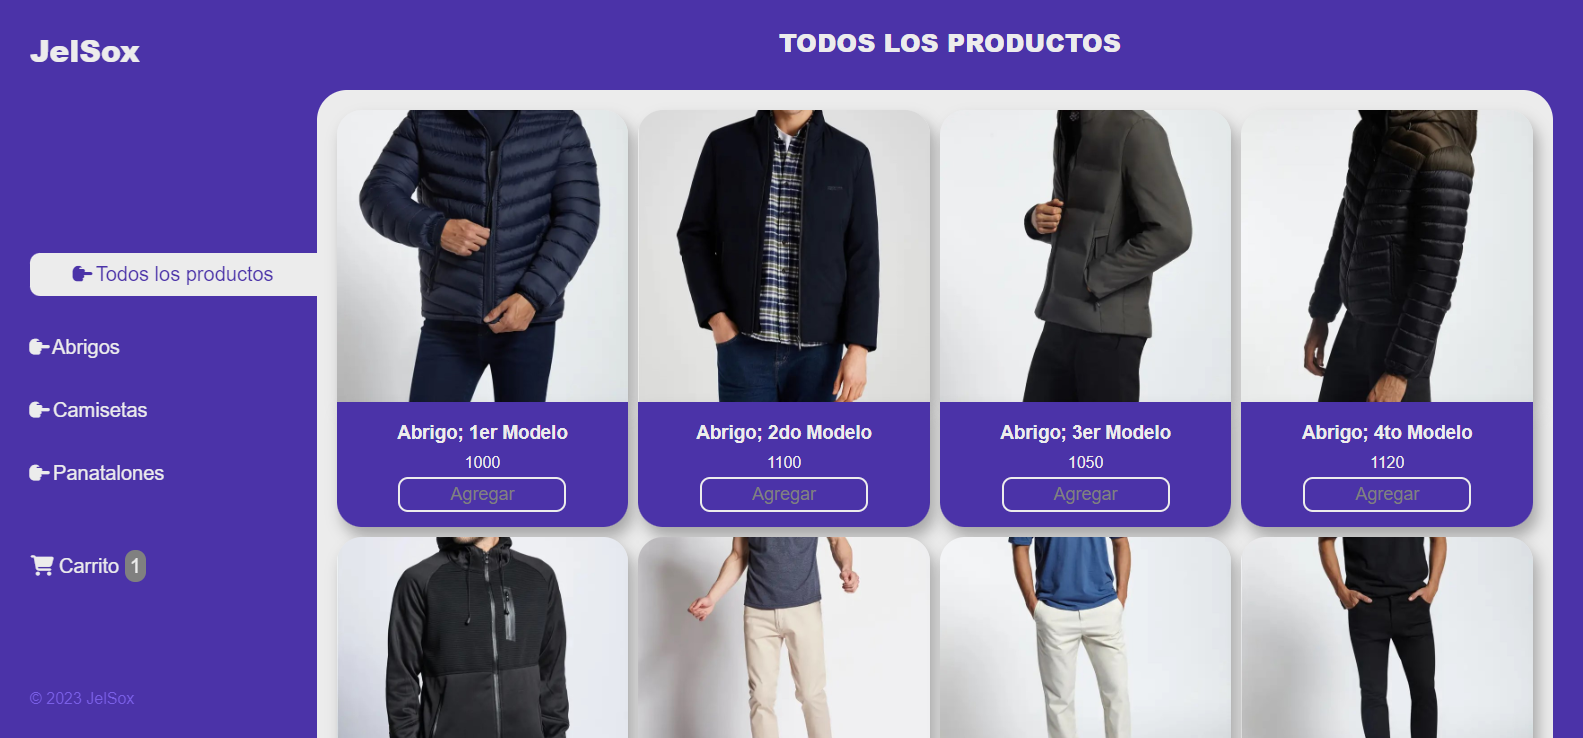 JelSox
TODOS LOS PRODUCTOS
Todos los productos
Abrigos
Camisetas
Panatalones
Carrito 1
© 2023 JelSox
Abrigo; 1er Modelo
1000
Agregar
Abrigo; 2do Modelo
1100
Agregar
Abrigo; 3er Modelo
1050
Agregar
Abrigo; 4to Modelo
1120
Agregar